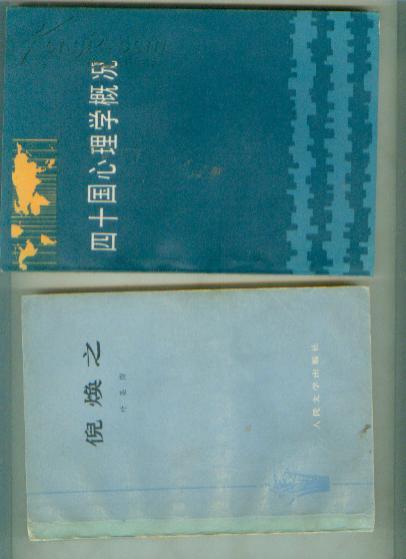 四十国心理学概况
倪焕之
叶圣陶
人民文学出版社